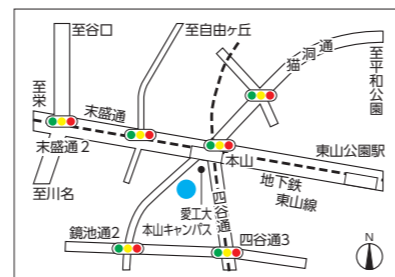 至谷口
至自由ヶ丘
猫洞通
至平和公園
至栄
末盛通
末盛通2
本山
東山公園駅
地下鉄
東山線
至川名
愛工大
本山キャンパス
四谷通
鏡池通2
四谷通3
N